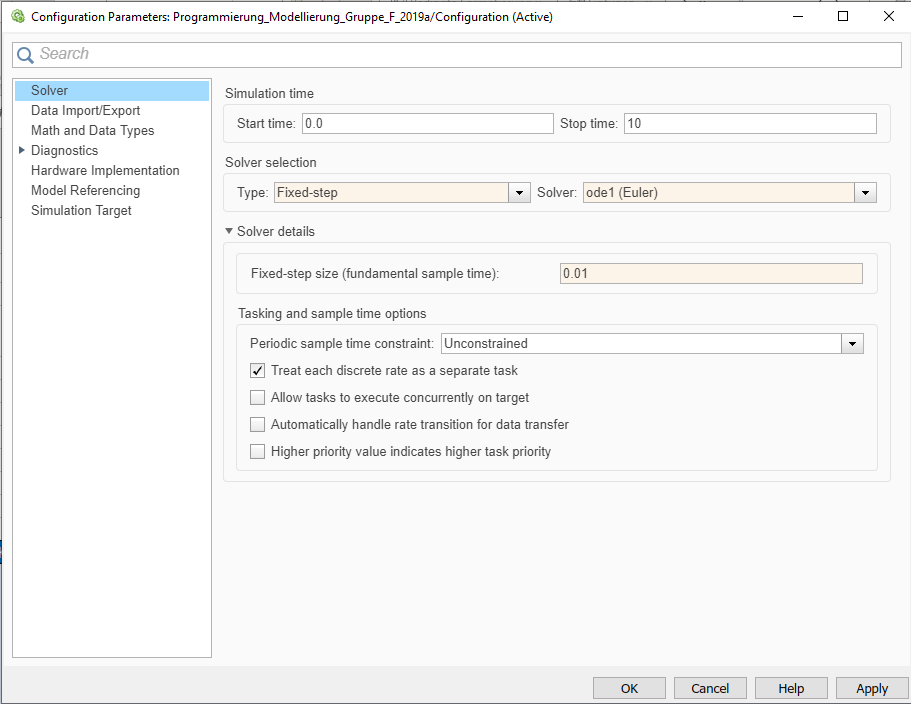 Configuration Parameters: Programmierung_Modellierung_Gruppe_F_2019a/Configuration (Active)
Search
Solver
Data Import/Export
Math and Data Types
Diagnostics
Hardware Implementation
Model Referencing
Simulation Target
Simulation time
Start time: 0.0 Stop time: 10
Solver selection
Type: Fixed-step Solver: ode1 (Euler)
Solver details
Fixed-step size (fundamental sample time): 0.01
Tasking and sample time options
Periodic sample time constraint: Unconstrained
Treat each discrete rate as a separate task
Allow tasks to execute concurrently on target
Automatically handle rate transition for data transfer
Higher priority value indicates higher task priority
OK Cancel Help Apply